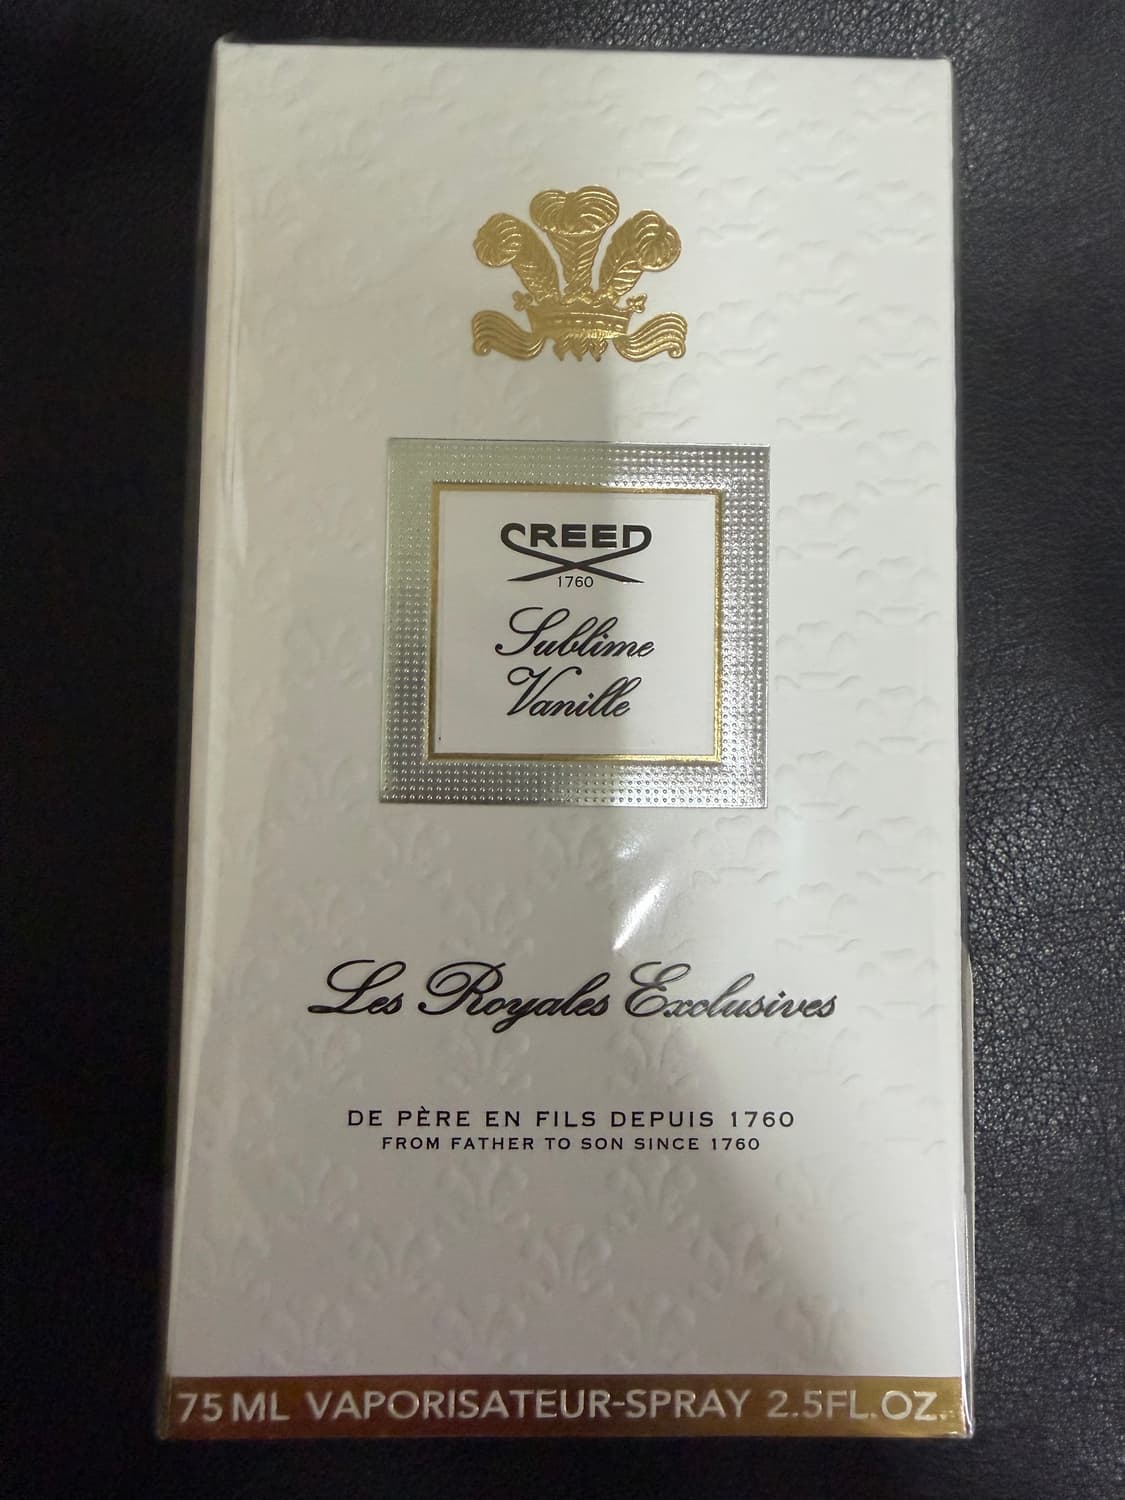 CREED
1760
Sublime
Vanille
Les Royales Exclusives
DE PÈRE EN FILS DEPUIS 1760
FROM FATHER TO SON SINCE 1760
75 ML VAPORISATEUR-SPRAY 2.5FL.OZ.